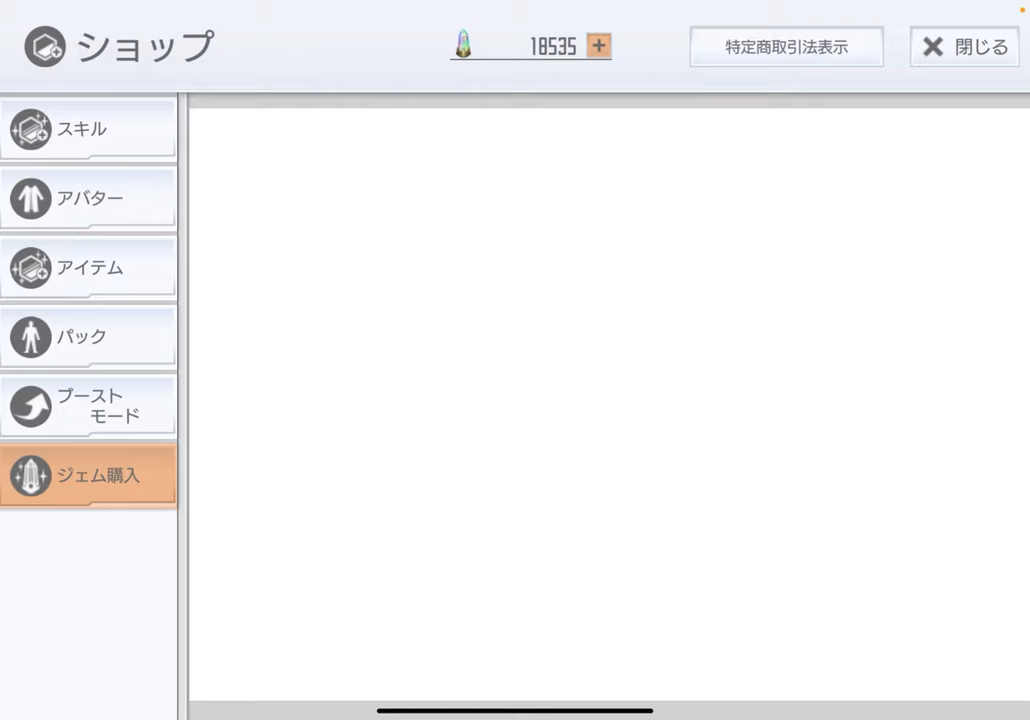 ショップ
18535
特定商取引法表示
閉じる
スキル
アバター
アイテム
パック
ブースト
モード
ジェム購入